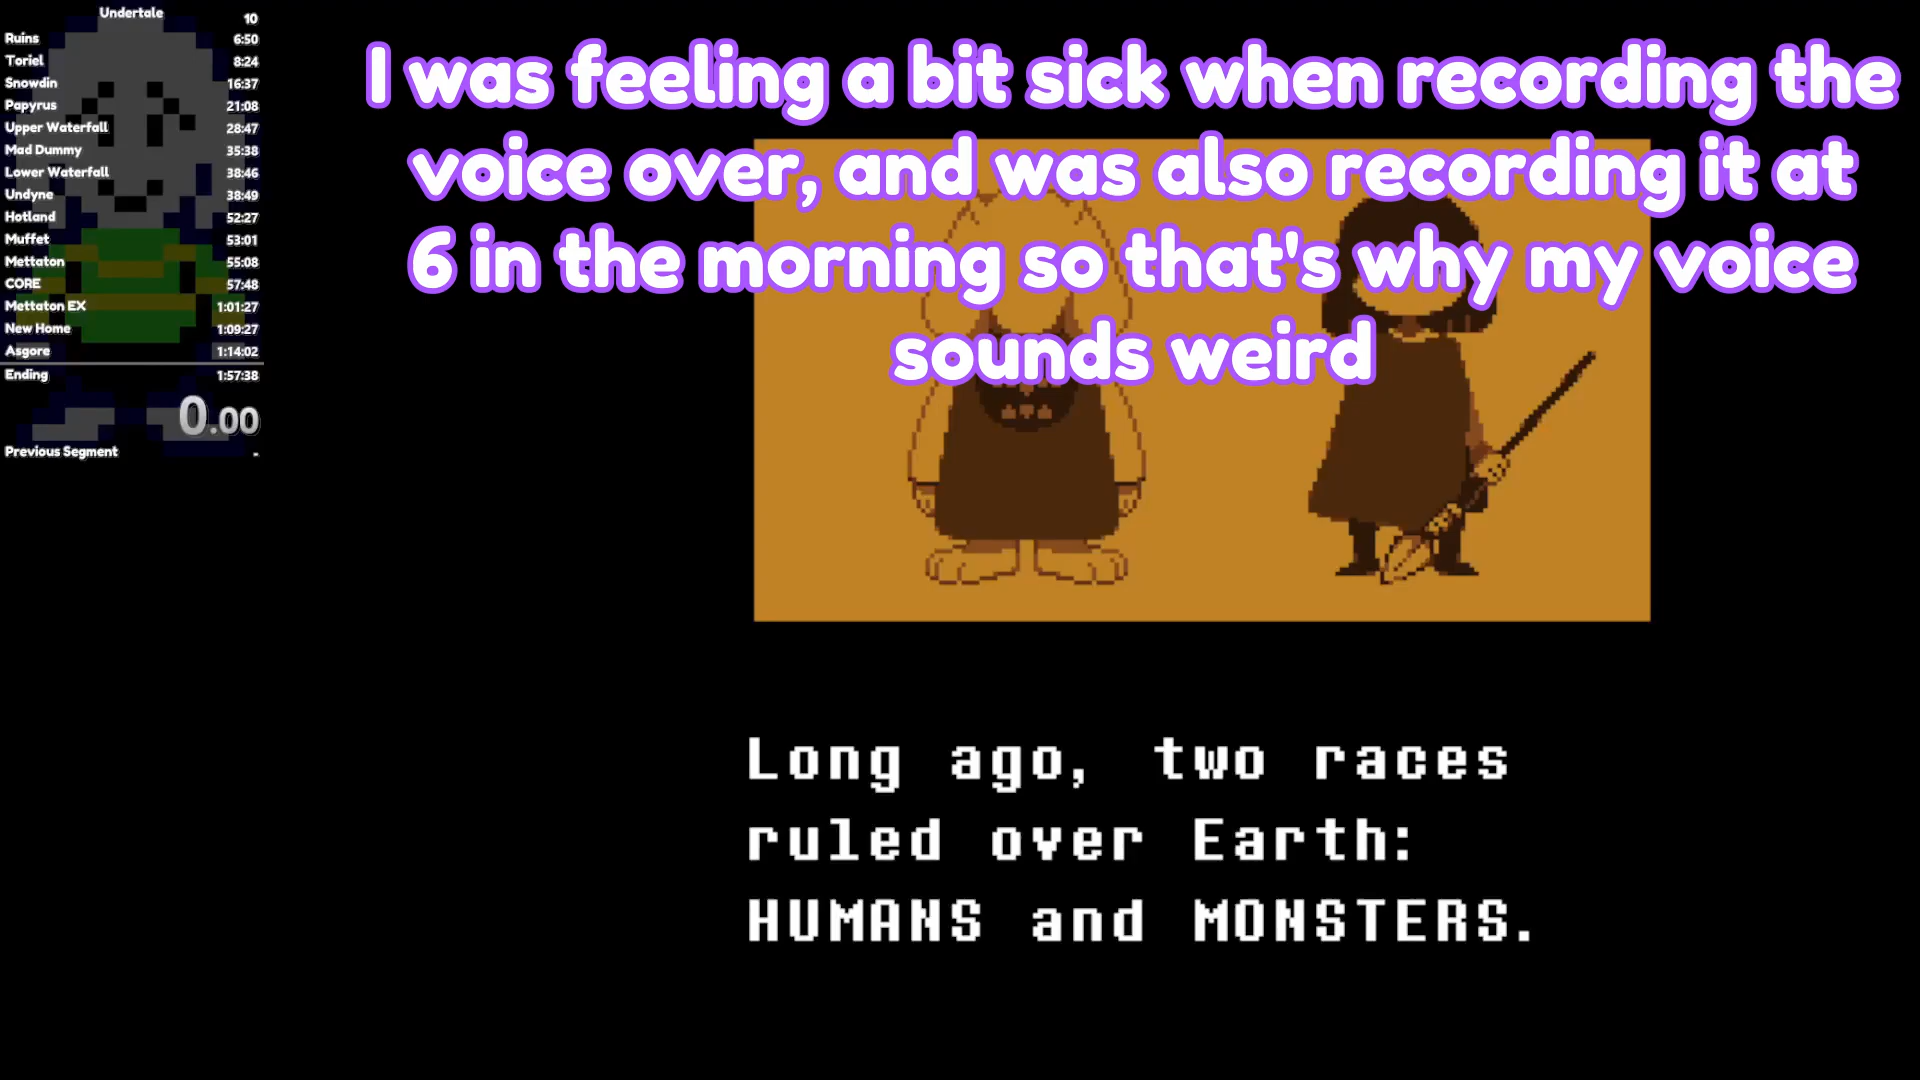 Undertale
10
Ruins 6:50
Toriel 8:24
Snowdin 16:37
Papyrus 21:08
Upper Waterfall 28:47
Mad Dummy 35:38
Lower Waterfall 38:46
Undyne 38:49
Hotland 52:27
Muffet 53:01
Mettaton 55:08
CORE 57:48
Mettaton EX 1:01:27
New Home 1:09:27
Asgore 1:14:02
Ending 1:57:38
0.00
Previous Segment -
I was feeling a bit sick when recording the
voice over, and was also recording it at
6 in the morning so that's why my voice
sounds weird
Long ago, two races
ruled over Earth:
HUMANS and MONSTERS.